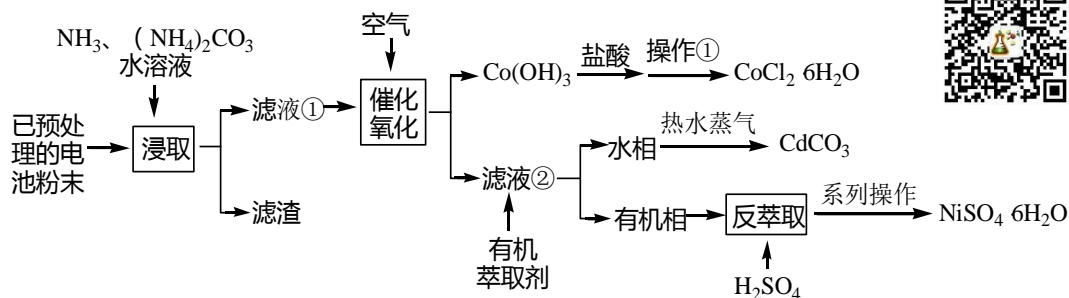 NH3、(NH4)2CO3
水溶液
空气
已预处
理的电
池粉末
浸取
滤液①
滤渣
催化
氧化
Co(OH)3
盐酸
操作①
CoCl2 6H2O
滤液②
有机
萃取剂
水相
热水蒸气
CdCO3
有机相
反萃取
H2SO4
系列操作
NiSO4 6H2O